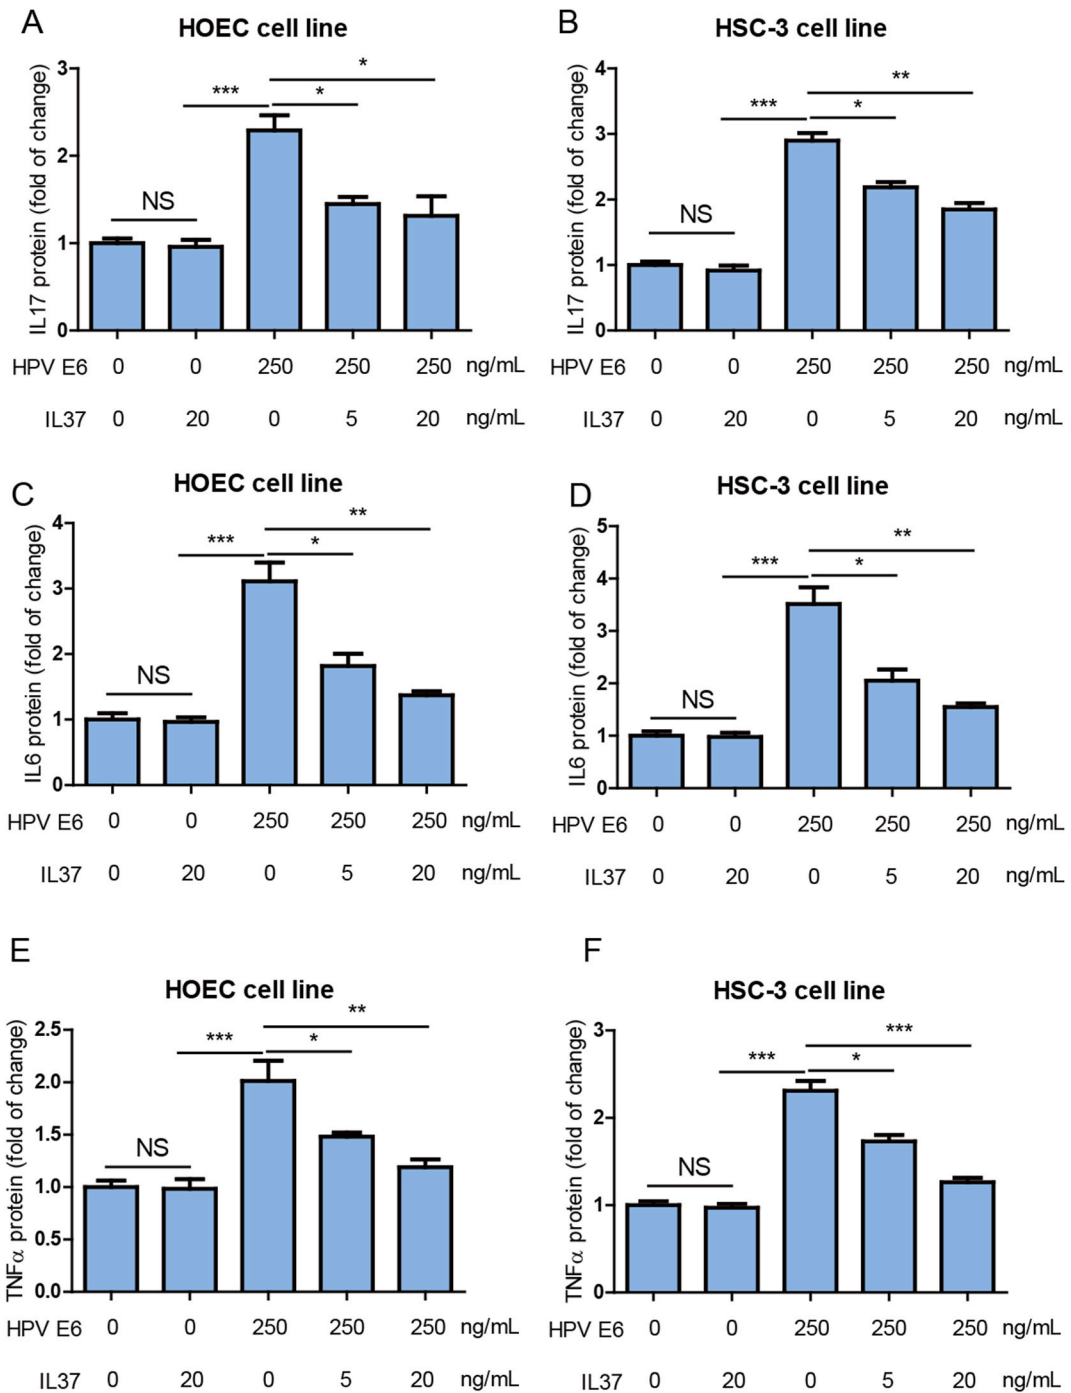 A
HOEC cell line
IL17 protein (fold of change)
3
2
1
0
NS
***
*
*
HPV E6 0 0 250 250 250 ng/mL
IL37 0 20 0 5 20 ng/mL
B
HSC-3 cell line
IL17 protein (fold of change)
4
3
2
1
0
NS
***
*
**
HPV E6 0 0 250 250 250 ng/mL
IL37 0 20 0 5 20 ng/mL
C
HOEC cell line
IL6 protein (fold of change)
4
3
2
1
0
NS
***
*
**
HPV E6 0 0 250 250 250 ng/mL
IL37 0 20 0 5 20 ng/mL
D
HSC-3 cell line
IL6 protein (fold of change)
5
4
3
2
1
0
NS
***
*
**
HPV E6 0 0 250 250 250 ng/mL
IL37 0 20 0 5 20 ng/mL
E
HOEC cell line
TNFα protein (fold of change)
2.5
2.0
1.5
1.0
0.5
0.0
NS
***
*
**
HPV E6 0 0 250 250 250 ng/mL
IL37 0 20 0 5 20 ng/mL
F
HSC-3 cell line
TNFα protein (fold of change)
3
2
1
0
NS
***
*
***
HPV E6 0 0 250 250 250 ng/mL
IL37 0 20 0 5 20 ng/mL